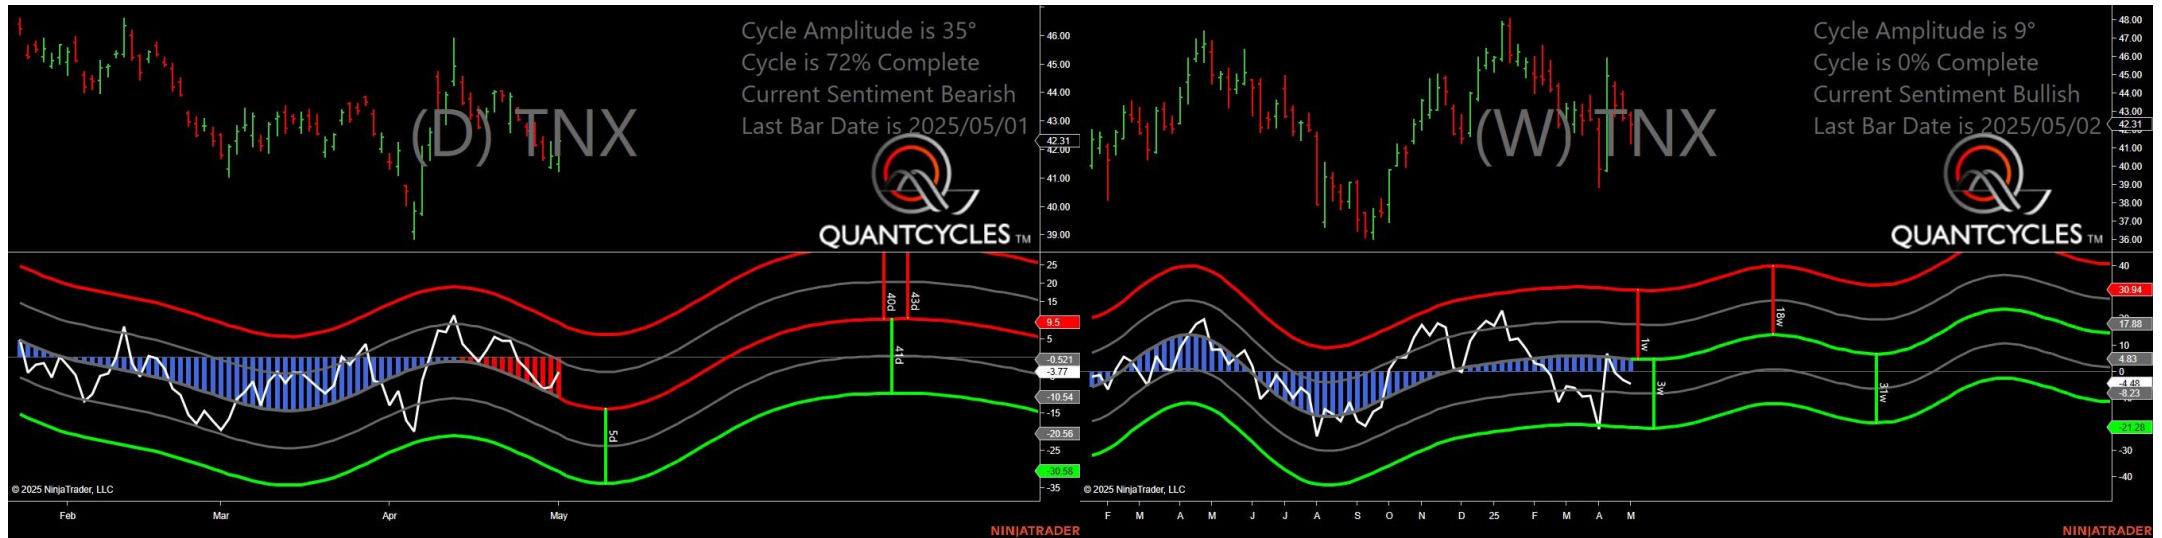 Cycle Amplitude is 35°
Cycle is 72% Complete
Current Sentiment Bearish
Last Bar Date is 2025/05/01
(D) TNX
QUANTCYCLES TM
46.00
45.00
44.00
43.00
42.31
42.00
41.00
40.00
39.00
25
20
15
9.5
5
-0.521
-3.77
-10.54
-15
-20.56
-25
-30.58
-35
40d
43d
41d
5d
© 2025 NinjaTrader, LLC
Feb Mar Apr May
NINJATRADER
Cycle Amplitude is 9°
Cycle is 0% Complete
Current Sentiment Bullish
Last Bar Date is 2025/05/02
(W) TNX
QUANTCYCLES TM
48.00
47.00
46.00
45.00
44.00
43.00
42.31
41.00
40.00
39.00
38.00
37.00
36.00
40
30.94
17.88
10
4.83
0
-4.48
-8.23
-21.28
-30
-40
1w
3w
18w
31w
© 2025 NinjaTrader, LLC
F M A M J J A S O N D 25 F M A M
NINJATRADER